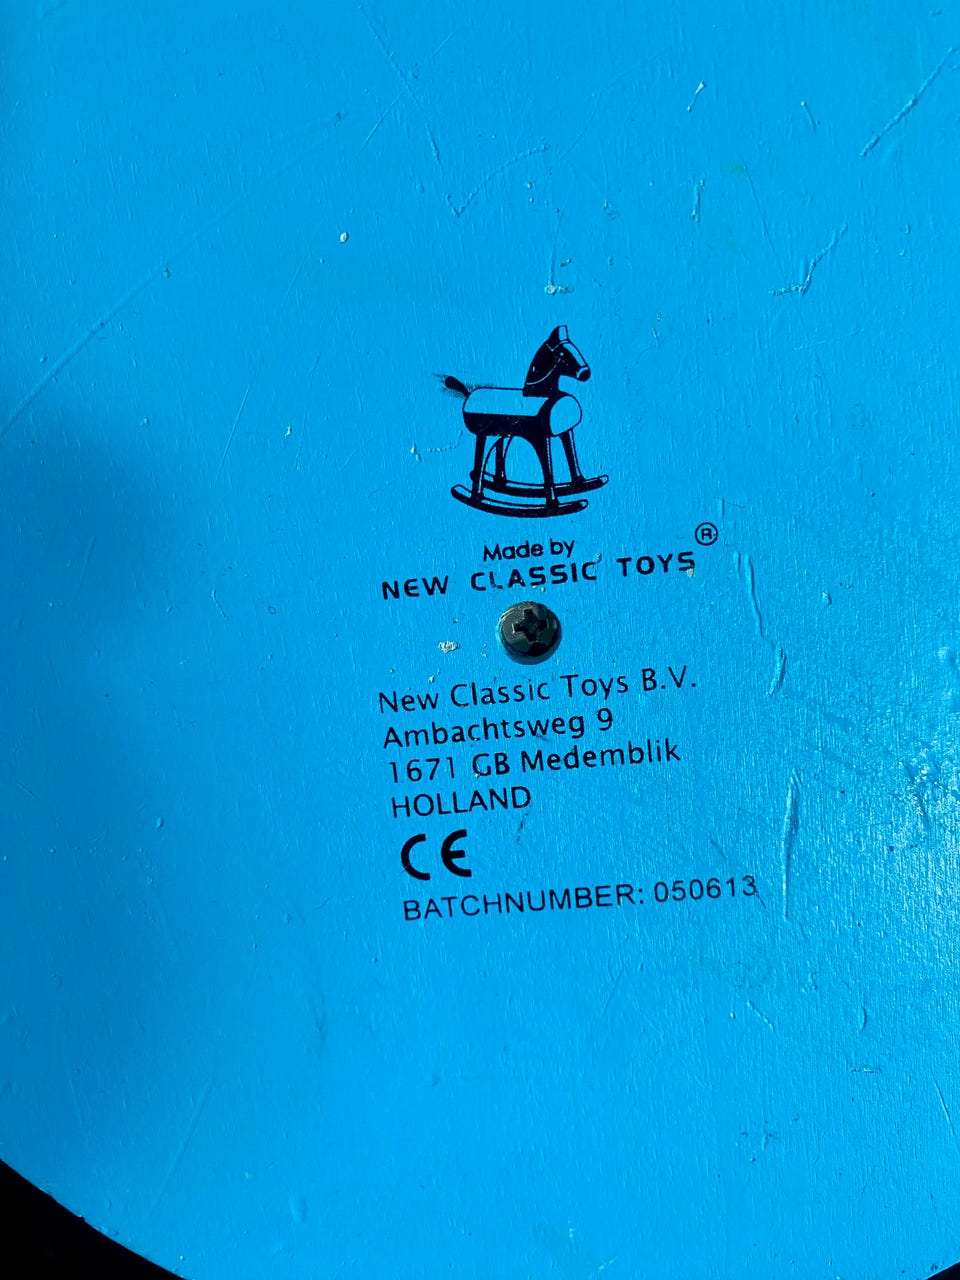 Made by
NEW CLASSIC TOYS®
New Classic Toys B.V.
Ambachtsweg 9
1671 GB Medemblik
HOLLAND
CE
BATCHNUMBER: 050613